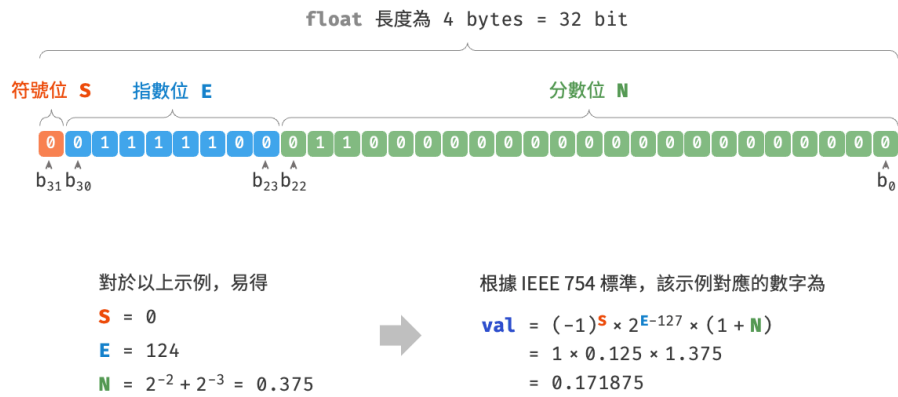 float 長度為 4 bytes = 32 bit
符號位 S 指數位 E 分數位 N
0 0 1 1 1 1 1 0 0 0 1 1 0 0 0 0 0 0 0 0 0 0 0 0 0 0 0 0 0 0 0 0
b₃₁ b₃₀ b₂₃ b₂₂ b₀
對於以上示例，易得
S = 0
E = 124
N = 2⁻² + 2⁻³ = 0.375
根據 IEEE 754 標準，該示例對應的數字為
val = (−1)ˢ × 2ᴱ⁻¹²⁷ × (1 + N)
= 1 × 0.125 × 1.375
= 0.171875